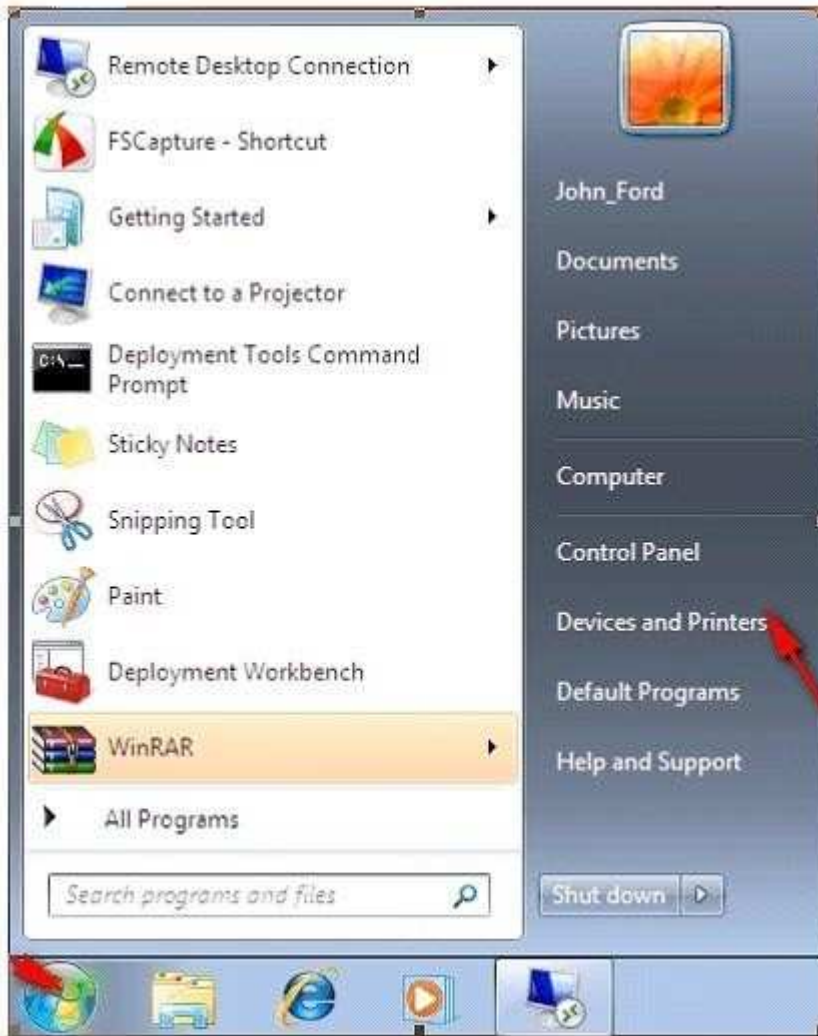 Remote Desktop Connection
FSCapture - Shortcut
Getting Started
Connect to a Projector
C:\
Deployment Tools Command
Prompt
Sticky Notes
Snipping Tool
Paint
Deployment Workbench
WinRAR
All Programs
Search programs and files
John_Ford
Documents
Pictures
Music
Computer
Control Panel
Devices and Printers
Default Programs
Help and Support
Shut down